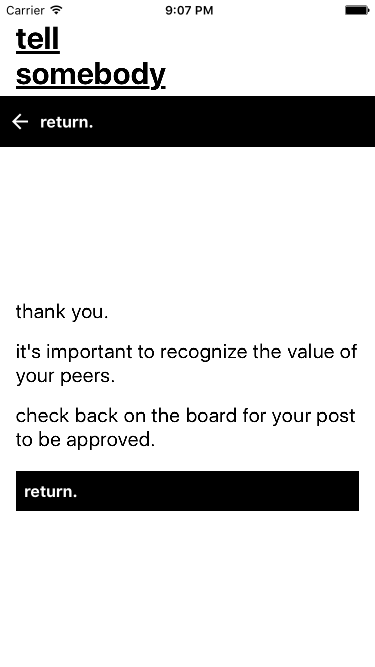 Carrier 9:07 PM
tell
somebody
return.
thank you.
it's important to recognize the value of
your peers.
check back on the board for your post
to be approved.
return.